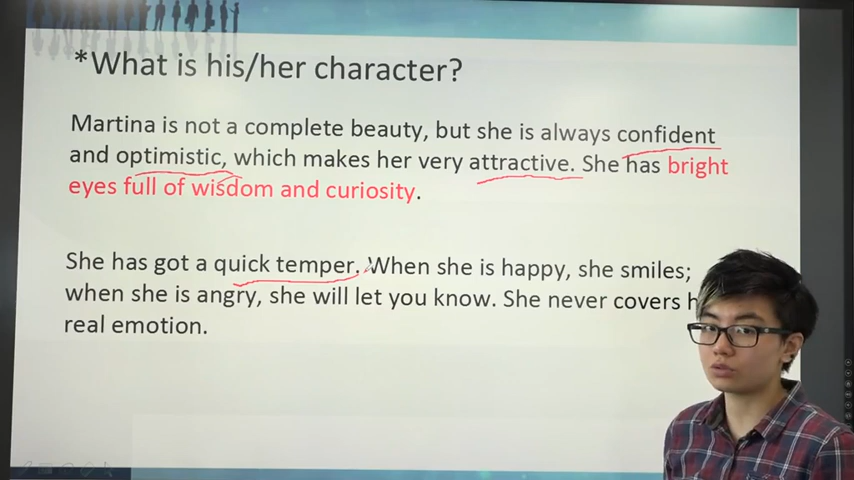 *What is his/her character?
Martina is not a complete beauty, but she is always confident
and optimistic, which makes her very attractive. She has bright
eyes full of wisdom and curiosity.
She has got a quick temper. When she is happy, she smiles;
when she is angry, she will let you know. She never covers
real emotion.